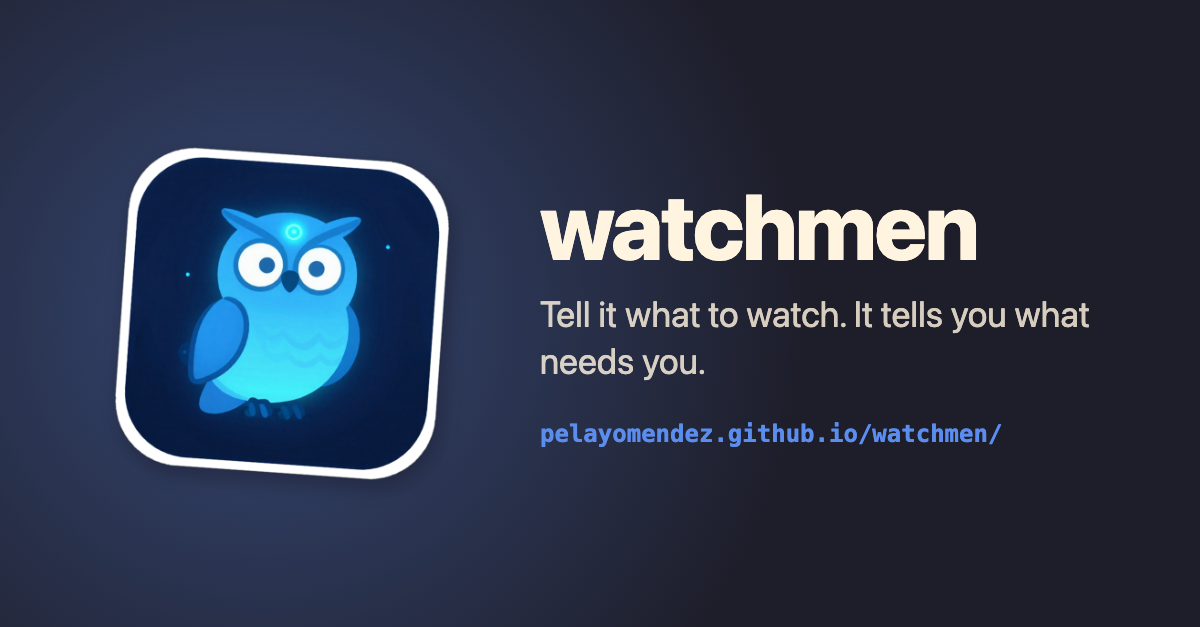 watchmen
Tell it what to watch. It tells you what
needs you.
pelayomendez.github.io/watchmen/